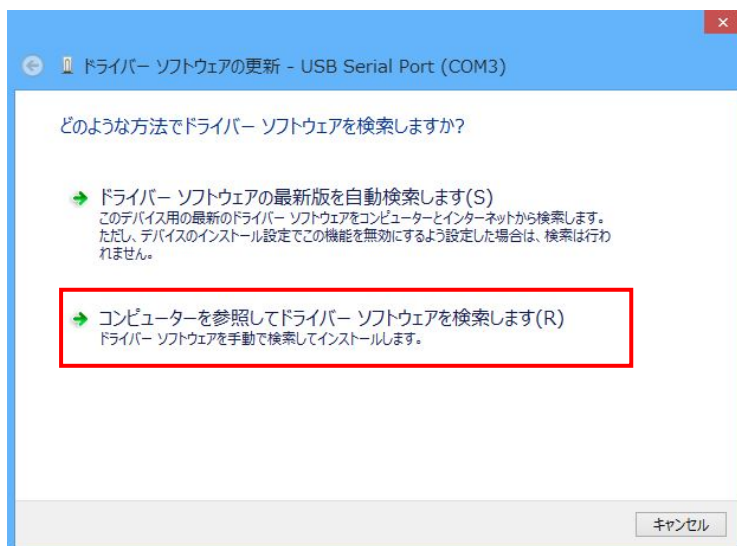 ドライバー ソフトウェアの更新 - USB Serial Port (COM3)
どのような方法でドライバー ソフトウェアを検索しますか?
ドライバー ソフトウェアの最新版を自動検索します(S)
このデバイス用の最新のドライバー ソフトウェアをコンピューターとインターネットから検索します。
ただし、デバイスのインストール設定でこの機能を無効にするよう設定した場合は、検索は行わ
れません。
コンピューターを参照してドライバー ソフトウェアを検索します(R)
ドライバー ソフトウェアを手動で検索してインストールします。
キャンセル